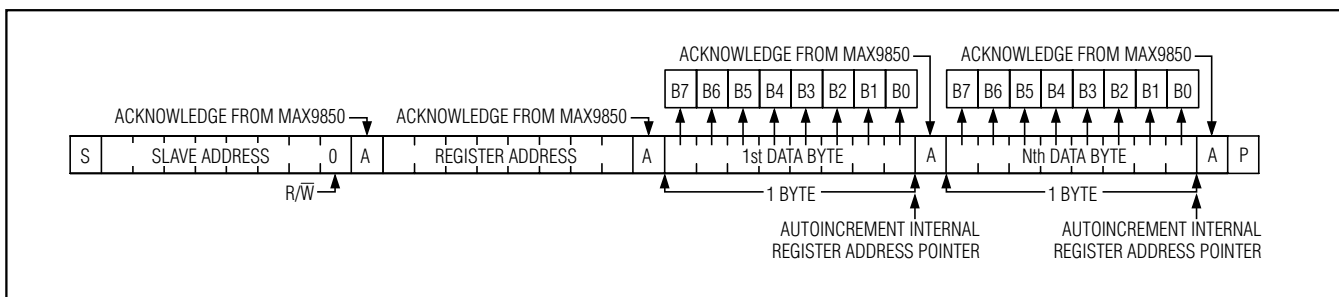 ACKNOWLEDGE FROM MAX9850
ACKNOWLEDGE FROM MAX9850
B7 B6 B5 B4 B3 B2 B1 B0
B7 B6 B5 B4 B3 B2 B1 B0
ACKNOWLEDGE FROM MAX9850
ACKNOWLEDGE FROM MAX9850
S SLAVE ADDRESS 0 A REGISTER ADDRESS A 1st DATA BYTE A Nth DATA BYTE A P
R/W̅
1 BYTE
1 BYTE
AUTOINCREMENT INTERNAL
REGISTER ADDRESS POINTER
AUTOINCREMENT INTERNAL
REGISTER ADDRESS POINTER